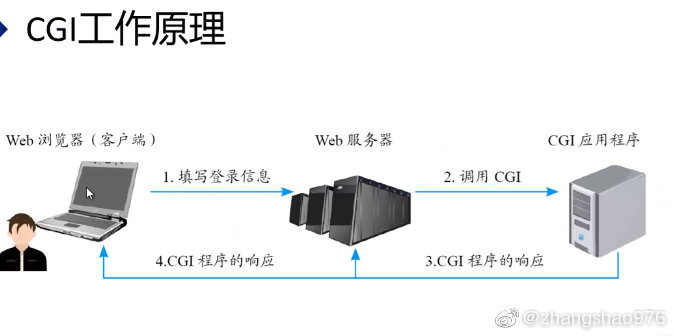 CGI工作原理
Web 浏览器（客户端）
Web 服务器
CGI 应用程序
1. 填写登录信息
2. 调用 CGI
4.CGI 程序的响应
3.CGI 程序的响应
@zhangshao976